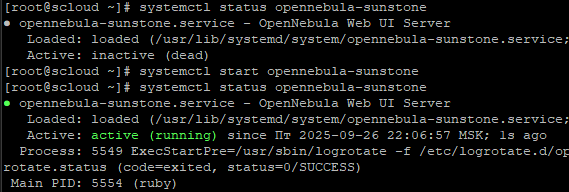 [root@scloud ~]# systemctl status opennebula-sunstone
● opennebula-sunstone.service - OpenNebula Web UI Server
Loaded: loaded (/usr/lib/systemd/system/opennebula-sunstone.service;
Active: inactive (dead)
[root@scloud ~]# systemctl start opennebula-sunstone
[root@scloud ~]# systemctl status opennebula-sunstone
● opennebula-sunstone.service - OpenNebula Web UI Server
Loaded: loaded (/usr/lib/systemd/system/opennebula-sunstone.service;
Active: active (running) since Пт 2025-09-26 22:06:57 MSK; 1s ago
Process: 5549 ExecStartPre=/usr/sbin/logrotate -f /etc/logrotate.d/op
rotate.status (code=exited, status=0/SUCCESS)
Main PID: 5554 (ruby)